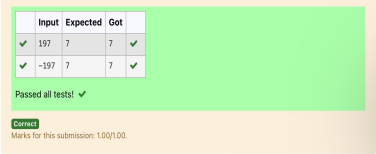 Input Expected Got
✔ 197 7 7 ✔
✔ -197 7 7 ✔
Passed all tests! ✔
Correct
Marks for this submission: 1.00/1.00.